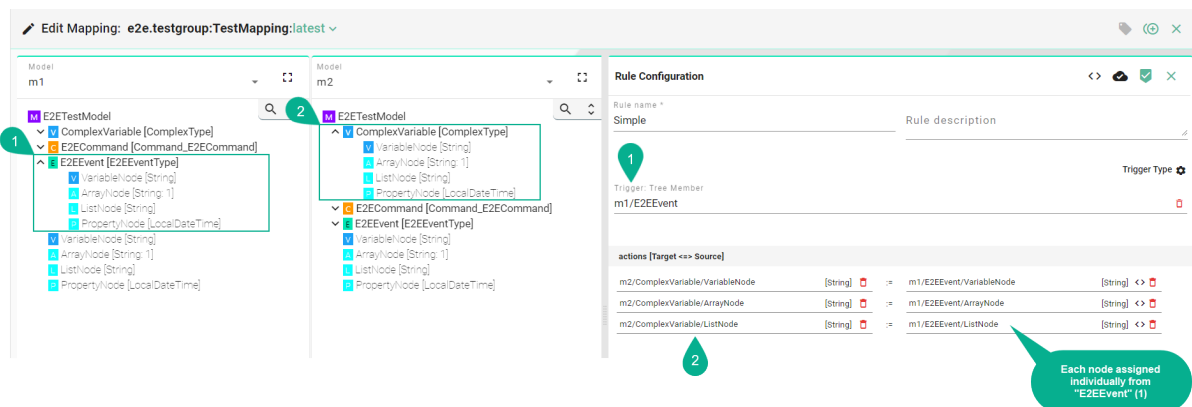 Edit Mapping: e2e.testgroup:TestMapping:latest
Model
m1
M E2ETestModel
V ComplexVariable [ComplexType]
C E2ECommand [Command_E2ECommand]
1
E E2EEvent [E2EEventType]
V VariableNode [String]
A ArrayNode [String: 1]
L ListNode [String]
P PropertyNode [LocalDateTime]
V VariableNode [String]
A ArrayNode [String: 1]
L ListNode [String]
P PropertyNode [LocalDateTime]
Model
m2
2
M E2ETestModel
V ComplexVariable [ComplexType]
V VariableNode [String]
A ArrayNode [String: 1]
L ListNode [String]
P PropertyNode [LocalDateTime]
C E2ECommand [Command_E2ECommand]
E E2EEvent [E2EEventType]
V VariableNode [String]
A ArrayNode [String: 1]
L ListNode [String]
P PropertyNode [LocalDateTime]
Rule Configuration
Rule name *
Simple
Rule description
1
Trigger Type
Trigger: Tree Member
m1/E2EEvent
actions [Target <=> Source]
m2/ComplexVariable/VariableNode [String] := m1/E2EEvent/VariableNode [String] <>
m2/ComplexVariable/ArrayNode [String] := m1/E2EEvent/ArrayNode [String] <>
m2/ComplexVariable/ListNode [String] := m1/E2EEvent/ListNode [String] <>
2
Each node assigned
individually from
"E2EEvent" (1)